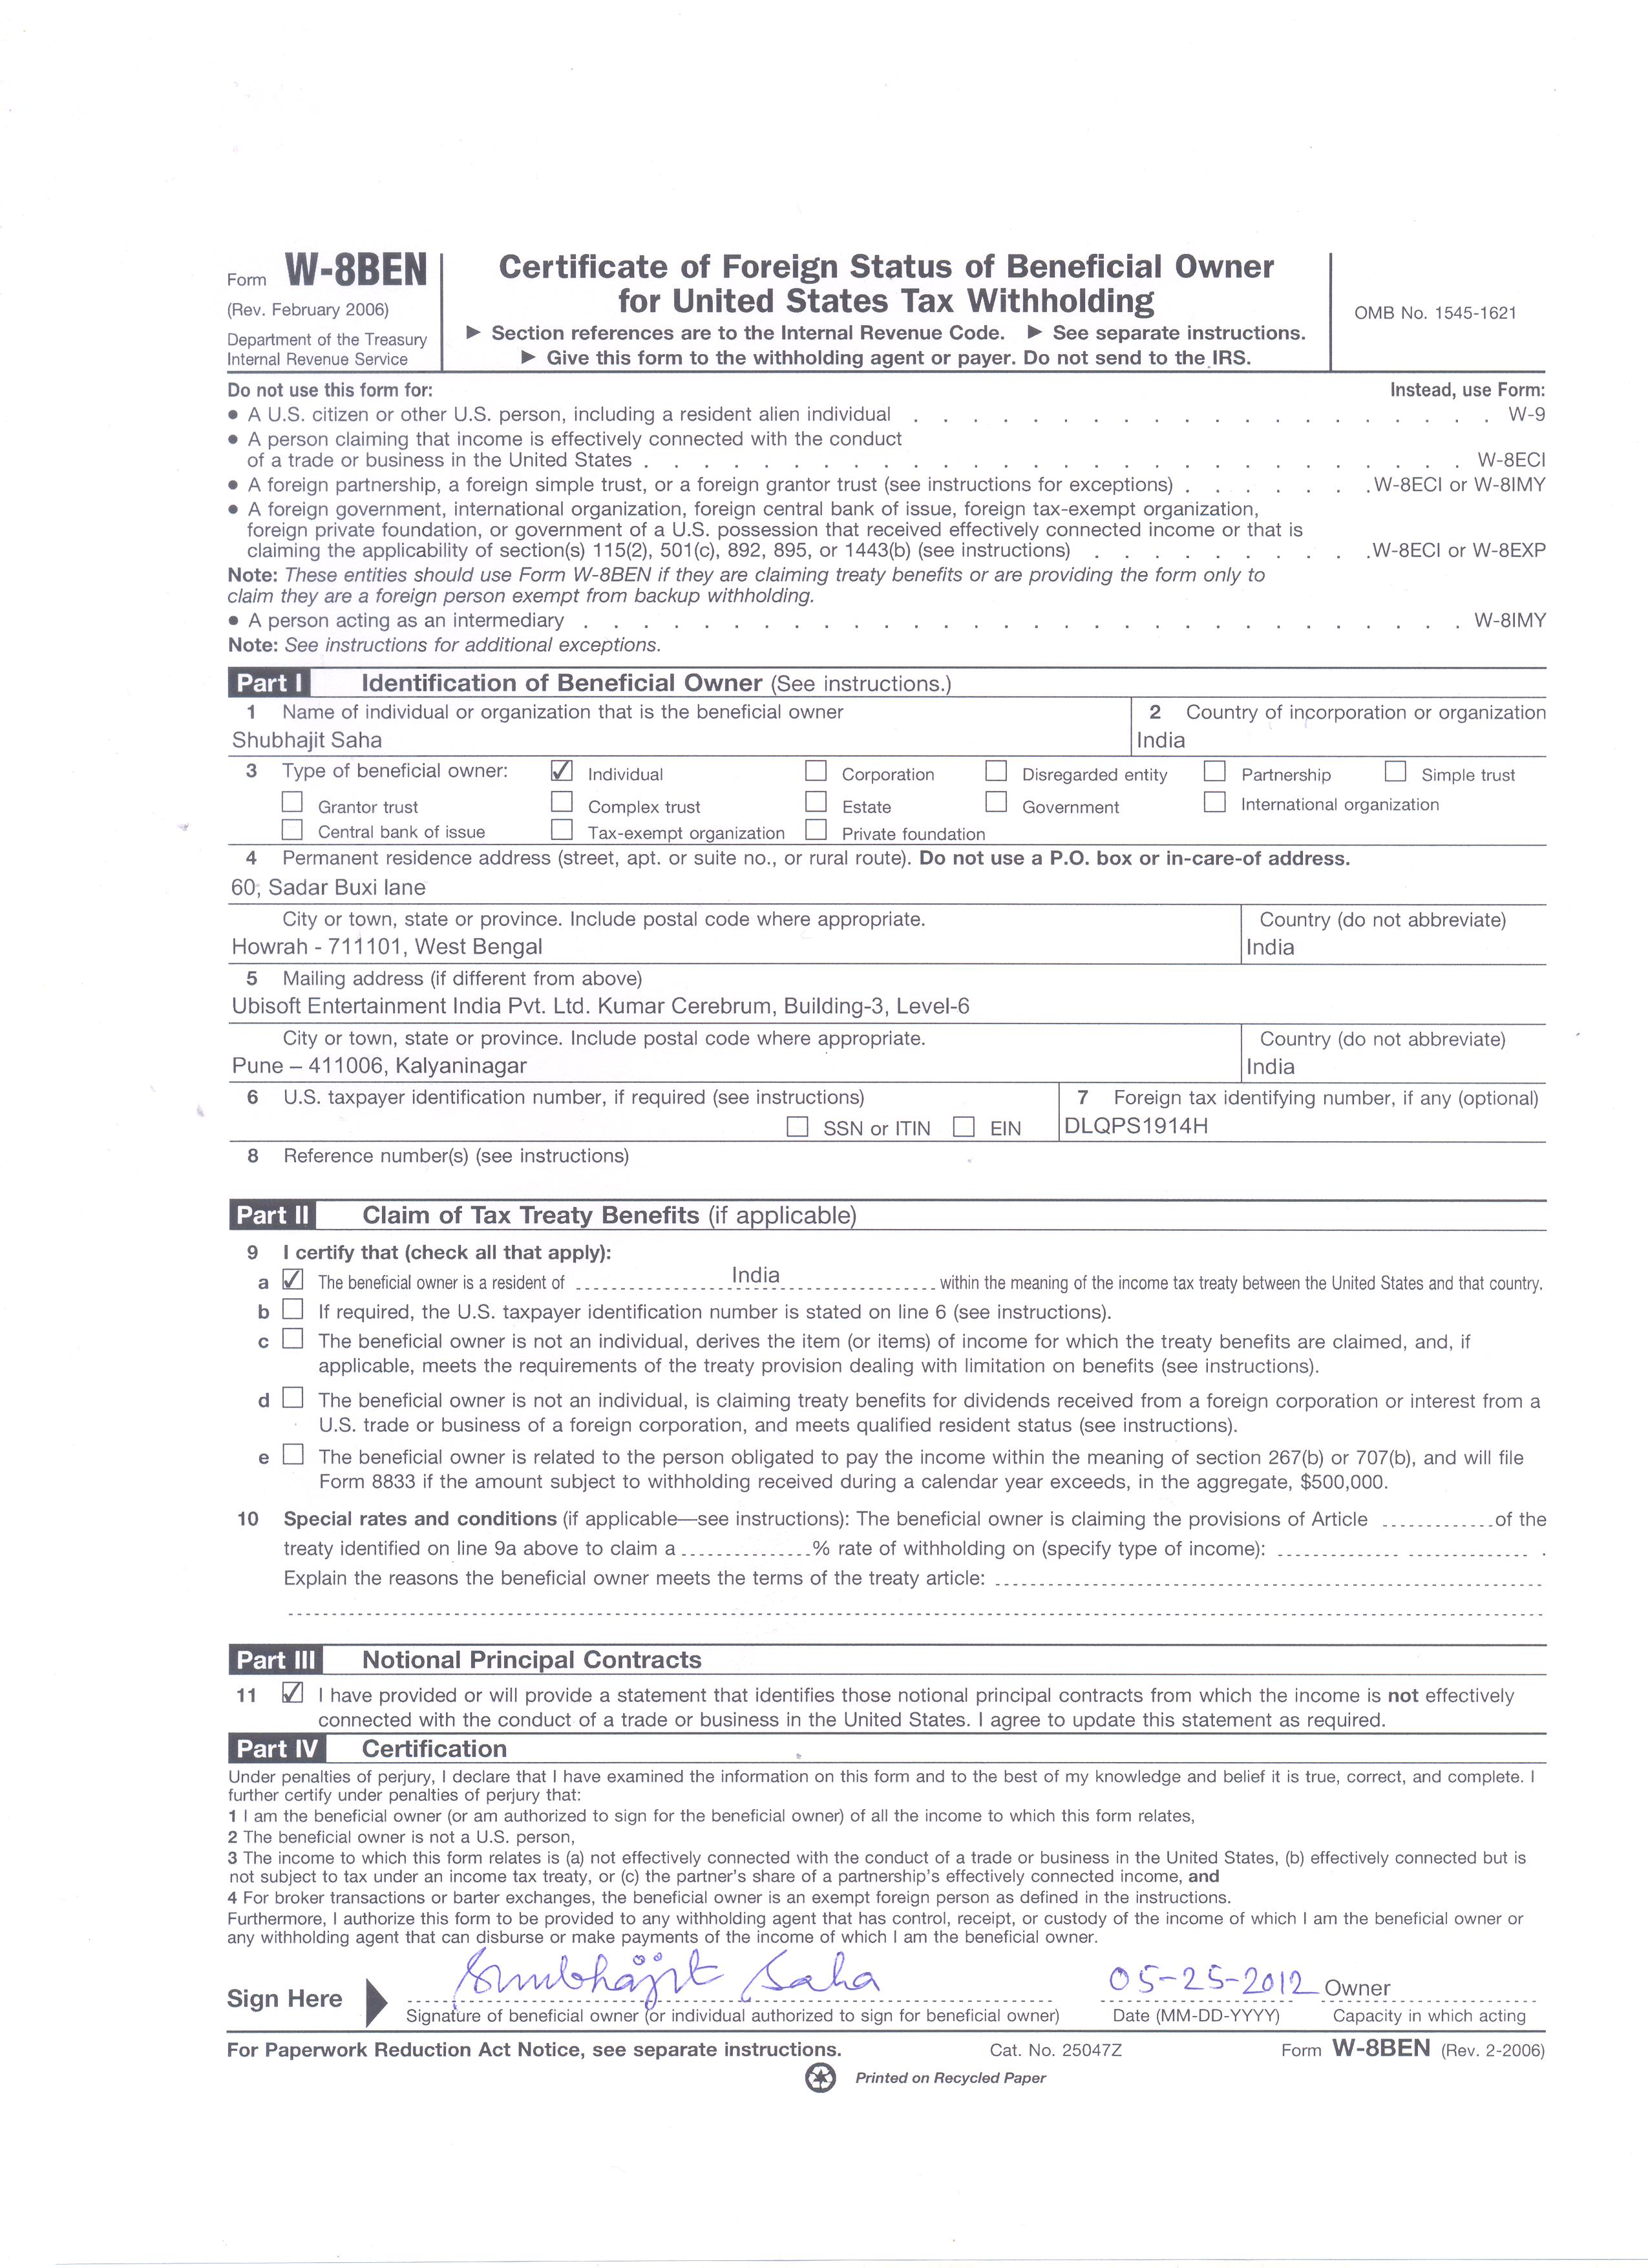 Form W-8BEN
(Rev. February 2006)
Department of the Treasury
Internal Revenue Service
Certificate of Foreign Status of Beneficial Owner
for United States Tax Withholding
▶ Section references are to the Internal Revenue Code. ▶ See separate instructions.
▶ Give this form to the withholding agent or payer. Do not send to the IRS.
OMB No. 1545-1621
Do not use this form for: Instead, use Form:
• A U.S. citizen or other U.S. person, including a resident alien individual . . . . . . . . . . . . . . . . . . . . W-9
• A person claiming that income is effectively connected with the conduct
of a trade or business in the United States . . . . . . . . . . . . . . . . . . . . . . . . . . . . W-8ECI
• A foreign partnership, a foreign simple trust, or a foreign grantor trust (see instructions for exceptions) . . . . . . .W-8ECI or W-8IMY
• A foreign government, international organization, foreign central bank of issue, foreign tax-exempt organization,
foreign private foundation, or government of a U.S. possession that received effectively connected income or that is
claiming the applicability of section(s) 115(2), 501(c), 892, 895, or 1443(b) (see instructions) . . . . . . . . . .W-8ECI or W-8EXP
Note: These entities should use Form W-8BEN if they are claiming treaty benefits or are providing the form only to
claim they are a foreign person exempt from backup withholding.
• A person acting as an intermediary . . . . . . . . . . . . . . . . . . . . . . . . . . . . . . W-8IMY
Note: See instructions for additional exceptions.
Part I Identification of Beneficial Owner (See instructions.)
1 Name of individual or organization that is the beneficial owner 2 Country of incorporation or organization
Shubhajit Saha India
3 Type of beneficial owner: ☑ Individual ☐ Corporation ☐ Disregarded entity ☐ Partnership ☐ Simple trust
☐ Grantor trust ☐ Complex trust ☐ Estate ☐ Government ☐ International organization
☐ Central bank of issue ☐ Tax-exempt organization ☐ Private foundation
4 Permanent residence address (street, apt. or suite no., or rural route). Do not use a P.O. box or in-care-of address.
60, Sadar Buxi lane
City or town, state or province. Include postal code where appropriate. Country (do not abbreviate)
Howrah - 711101, West Bengal India
5 Mailing address (if different from above)
Ubisoft Entertainment India Pvt. Ltd. Kumar Cerebrum, Building-3, Level-6
City or town, state or province. Include postal code where appropriate. Country (do not abbreviate)
Pune – 411006, Kalyaninagar India
6 U.S. taxpayer identification number, if required (see instructions) 7 Foreign tax identifying number, if any (optional)
☐ SSN or ITIN ☐ EIN DLQPS1914H
8 Reference number(s) (see instructions)
Part II Claim of Tax Treaty Benefits (if applicable)
9 I certify that (check all that apply):
a ☑ The beneficial owner is a resident of India within the meaning of the income tax treaty between the United States and that country.
b ☐ If required, the U.S. taxpayer identification number is stated on line 6 (see instructions).
c ☐ The beneficial owner is not an individual, derives the item (or items) of income for which the treaty benefits are claimed, and, if
applicable, meets the requirements of the treaty provision dealing with limitation on benefits (see instructions).
d ☐ The beneficial owner is not an individual, is claiming treaty benefits for dividends received from a foreign corporation or interest from a
U.S. trade or business of a foreign corporation, and meets qualified resident status (see instructions).
e ☐ The beneficial owner is related to the person obligated to pay the income within the meaning of section 267(b) or 707(b), and will file
Form 8833 if the amount subject to withholding received during a calendar year exceeds, in the aggregate, $500,000.
10 Special rates and conditions (if applicable—see instructions): The beneficial owner is claiming the provisions of Article ............ of the
treaty identified on line 9a above to claim a ..............% rate of withholding on (specify type of income): .......................... .
Explain the reasons the beneficial owner meets the terms of the treaty article: ..........................
Part III Notional Principal Contracts
11 ☑ I have provided or will provide a statement that identifies those notional principal contracts from which the income is not effectively
connected with the conduct of a trade or business in the United States. I agree to update this statement as required.
Part IV Certification
Under penalties of perjury, I declare that I have examined the information on this form and to the best of my knowledge and belief it is true, correct, and complete. I
further certify under penalties of perjury that:
1 I am the beneficial owner (or am authorized to sign for the beneficial owner) of all the income to which this form relates,
2 The beneficial owner is not a U.S. person,
3 The income to which this form relates is (a) not effectively connected with the conduct of a trade or business in the United States, (b) effectively connected but is
not subject to tax under an income tax treaty, or (c) the partner's share of a partnership's effectively connected income, and
4 For broker transactions or barter exchanges, the beneficial owner is an exempt foreign person as defined in the instructions.
Furthermore, I authorize this form to be provided to any withholding agent that has control, receipt, or custody of the income of which I am the beneficial owner or
any withholding agent that can disburse or make payments of the income of which I am the beneficial owner.
Shubhajit Saha 05-25-2012 Owner
Sign Here ▶
Signature of beneficial owner (or individual authorized to sign for beneficial owner) Date (MM-DD-YYYY) Capacity in which acting
For Paperwork Reduction Act Notice, see separate instructions. Cat. No. 25047Z Form W-8BEN (Rev. 2-2006)
Printed on Recycled Paper